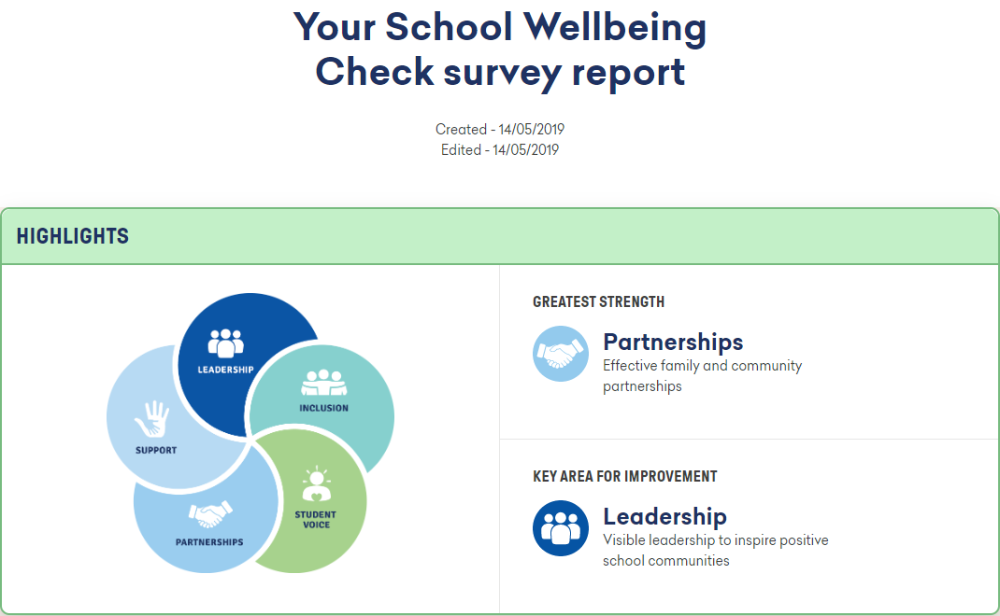 Your School Wellbeing
Check survey report
Created - 14/05/2019
Edited - 14/05/2019
HIGHLIGHTS
LEADERSHIP
INCLUSION
SUPPORT
STUDENT
VOICE
PARTNERSHIPS
GREATEST STRENGTH
Partnerships
Effective family and community
partnerships
KEY AREA FOR IMPROVEMENT
Leadership
Visible leadership to inspire positive
school communities